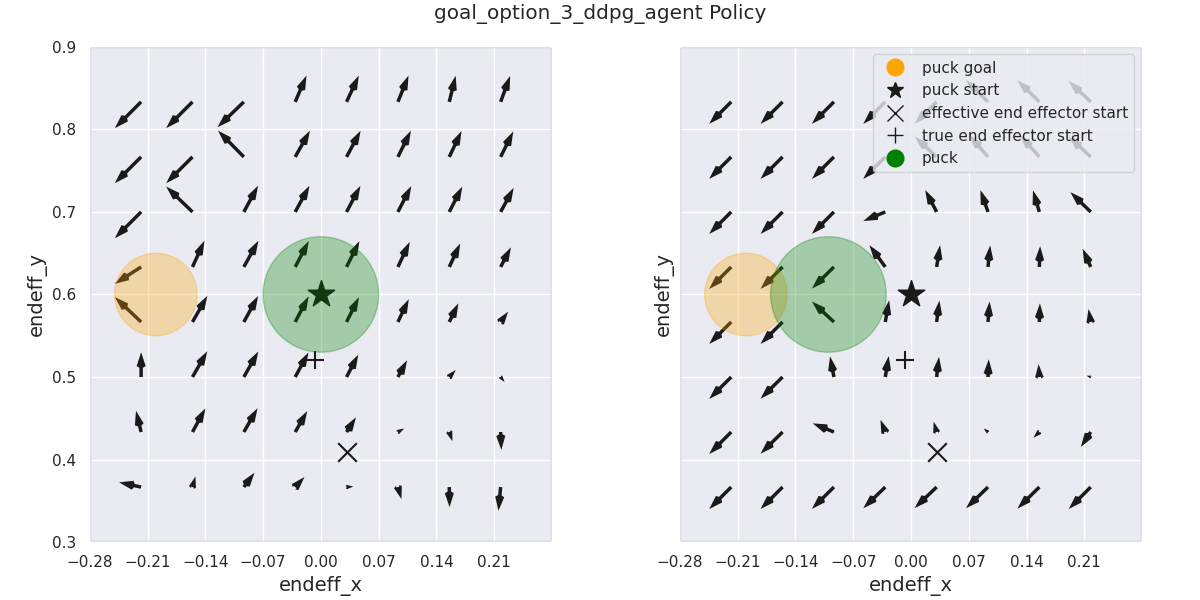 goal_option_3_ddpg_agent Policy
0.9
0.8
0.7
0.6
0.5
0.4
0.3
endeff_y
−0.28 −0.21 −0.14 −0.07 0.00 0.07 0.14 0.21
endeff_x
puck goal
puck start
effective end effector start
true end effector start
puck
endeff_y
−0.28 −0.21 −0.14 −0.07 0.00 0.07 0.14 0.21
endeff_x